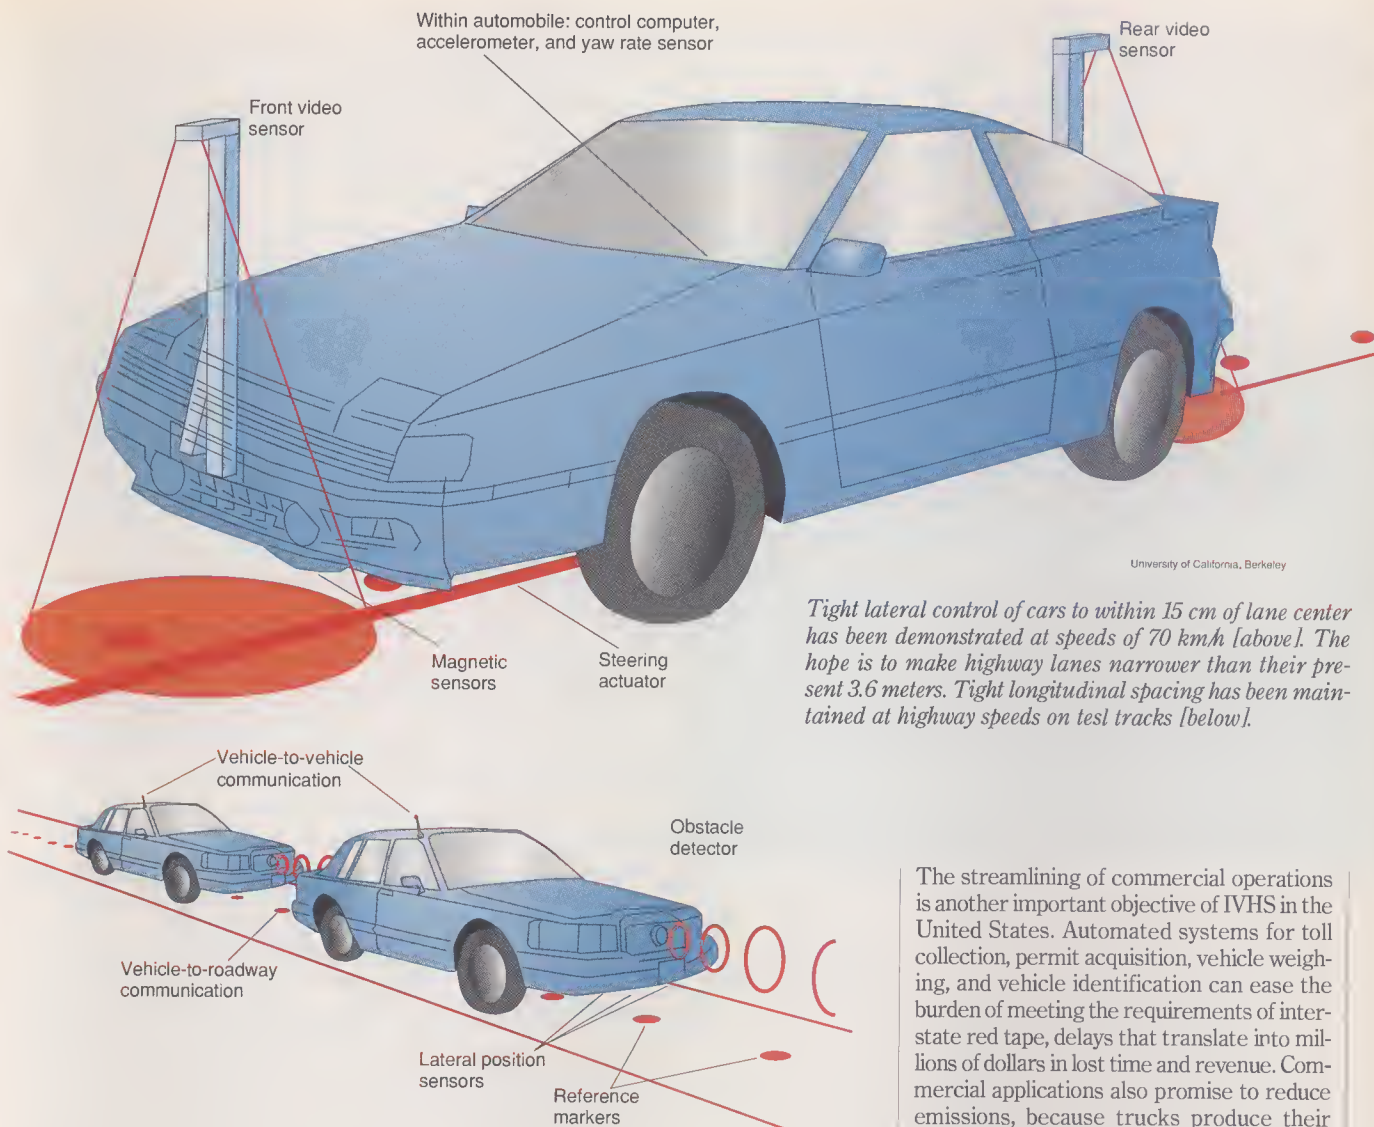 Within automobile: control computer,
accelerometer, and yaw rate sensor
Rear video
sensor
Front video
sensor
University of California, Berkeley
Tight lateral control of cars to within 15 cm of lane center
has been demonstrated at speeds of 70 km/h [above]. The
hope is to make highway lanes narrower than their pre-
sent 3.6 meters. Tight longitudinal spacing has been main-
tained at highway speeds on tesl tracks [below].
Magnetic
sensors
Steering
actuator
Vehicle-to-vehicle
communication
Obstacle
detector
Vehicle-to-roadway
communication
Lateral position
sensors
Reference
markers
The streamlining of commercial operations
is another important objective of IVHS in the
United States. Automated systems for toll
collection, permit acquisition, vehicle weigh-
ing, and vehicle identification can ease the
burden of meeting the requirements of inter-
state red tape, delays that translate into mil-
lions of dollars in lost time and revenue. Com-
mercial applications also promise to reduce
emissions, because trucks produce their